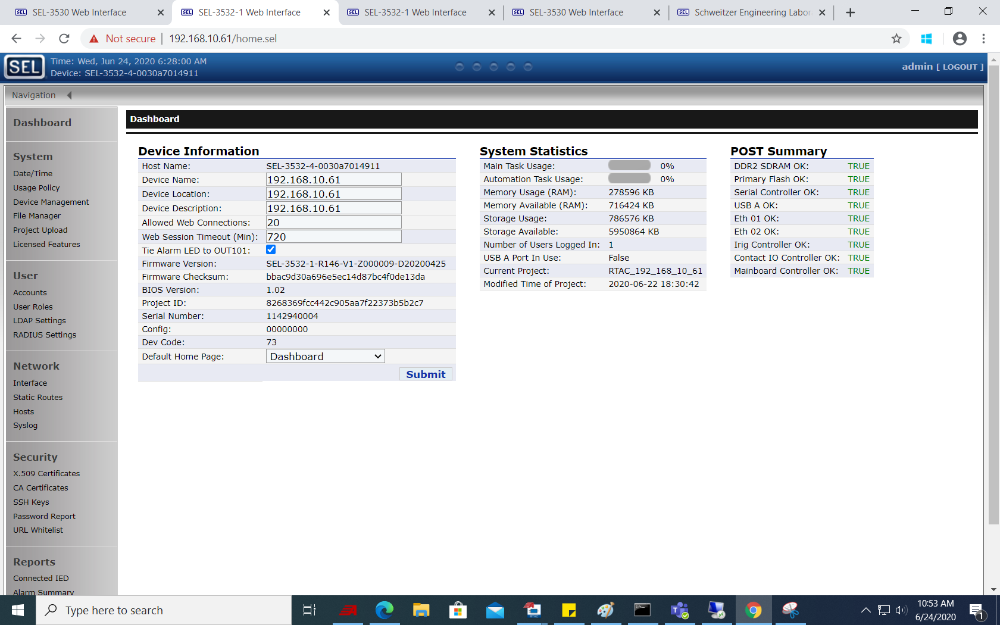 SEL-3530 Web Interface
SEL-3532-1 Web Interface
SEL-3532-1 Web Interface
SEL-3530 Web Interface
Schweitzer Engineering Labor
Not secure | 192.168.10.61/home.sel
SEL
Time: Wed, Jun 24, 2020 6:28:00 AM
Device: SEL-3532-4-0030a7014911
admin [ LOGOUT ]
Navigation
Dashboard
System
Date/Time
Usage Policy
Device Management
File Manager
Project Upload
Licensed Features
User
Accounts
User Roles
LDAP Settings
RADIUS Settings
Network
Interface
Static Routes
Hosts
Syslog
Security
X.509 Certificates
CA Certificates
SSH Keys
Password Report
URL Whitelist
Reports
Connected IED
Alarm Summary
Dashboard
Device Information
Host Name: SEL-3532-4-0030a7014911
Device Name: 192.168.10.61
Device Location: 192.168.10.61
Device Description: 192.168.10.61
Allowed Web Connections: 20
Web Session Timeout (Min): 720
Tie Alarm LED to OUT101:
Firmware Version: SEL-3532-1-R146-V1-Z000009-D20200425
Firmware Checksum: bbac9d30a696e5ec14d87bc4f0de13da
BIOS Version: 1.02
Project ID: 8268369fcc442c905aa7f22373b5b2c7
Serial Number: 1142940004
Config: 00000000
Dev Code: 73
Default Home Page: Dashboard
Submit
System Statistics
Main Task Usage: 0%
Automation Task Usage: 0%
Memory Usage (RAM): 278596 KB
Memory Available (RAM): 716424 KB
Storage Usage: 786576 KB
Storage Available: 5950864 KB
Number of Users Logged In: 1
USB A Port In Use: False
Current Project: RTAC_192_168_10_61
Modified Time of Project: 2020-06-22 18:30:42
POST Summary
DDR2 SDRAM OK: TRUE
Primary Flash OK: TRUE
Serial Controller OK: TRUE
USB A OK: TRUE
Eth 01 OK: TRUE
Eth 02 OK: TRUE
Irig Controller OK: TRUE
Contact IO Controller OK: TRUE
Mainboard Controller OK: TRUE
Type here to search
10:53 AM
6/24/2020
1